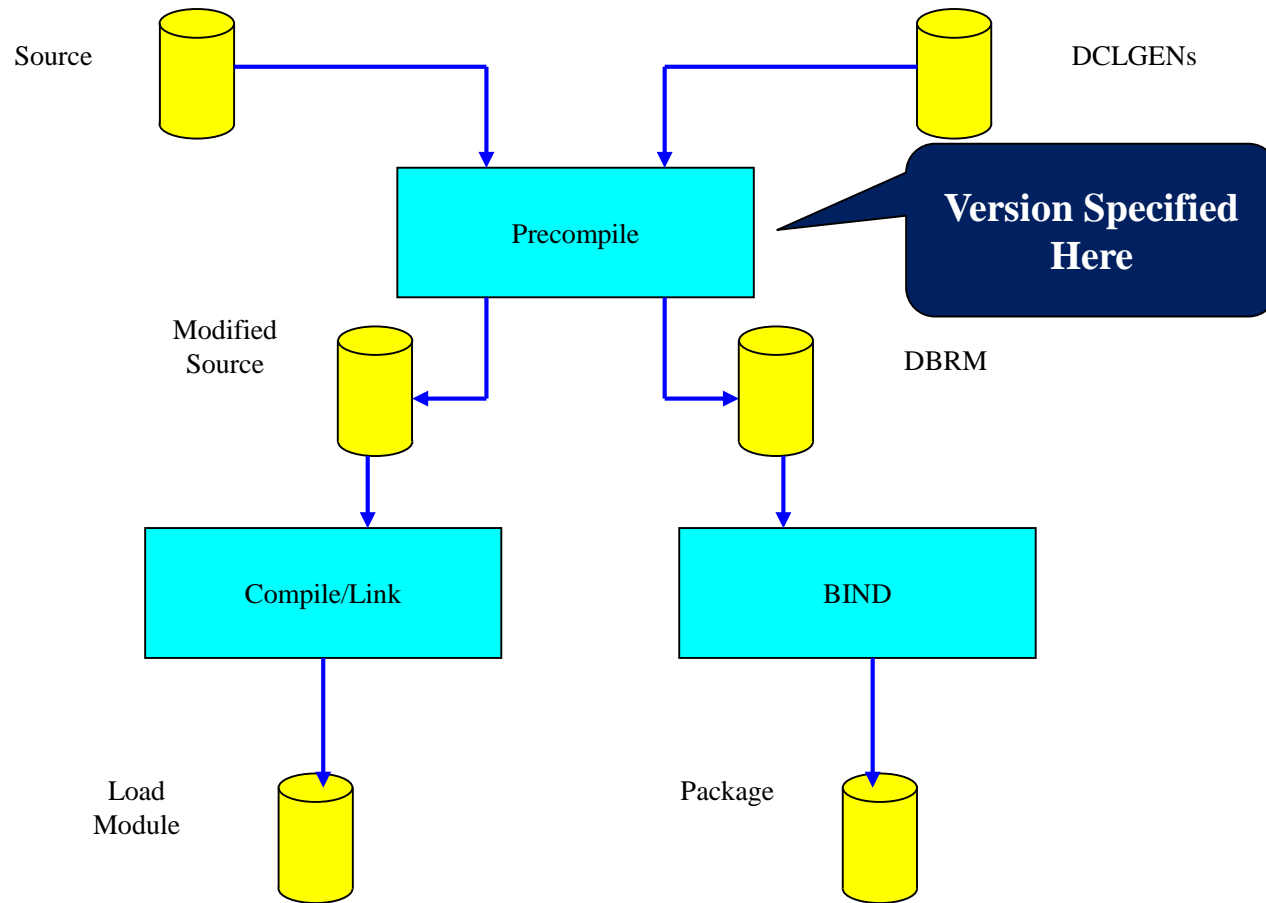 Source
DCLGENs
Version Specified
Here
Precompile
Modified
Source
DBRM
Compile/Link
BIND
Load
Module
Package